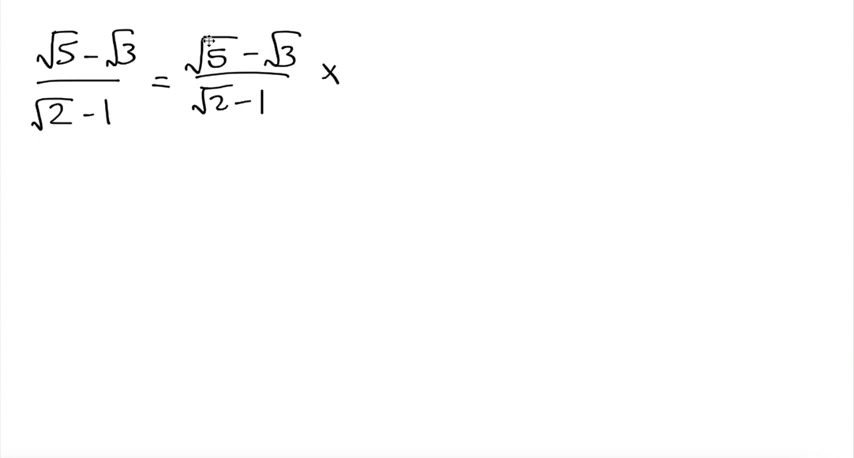 √5 - √3 / √2 - 1 = √5 - √3 / √2 - 1 ×